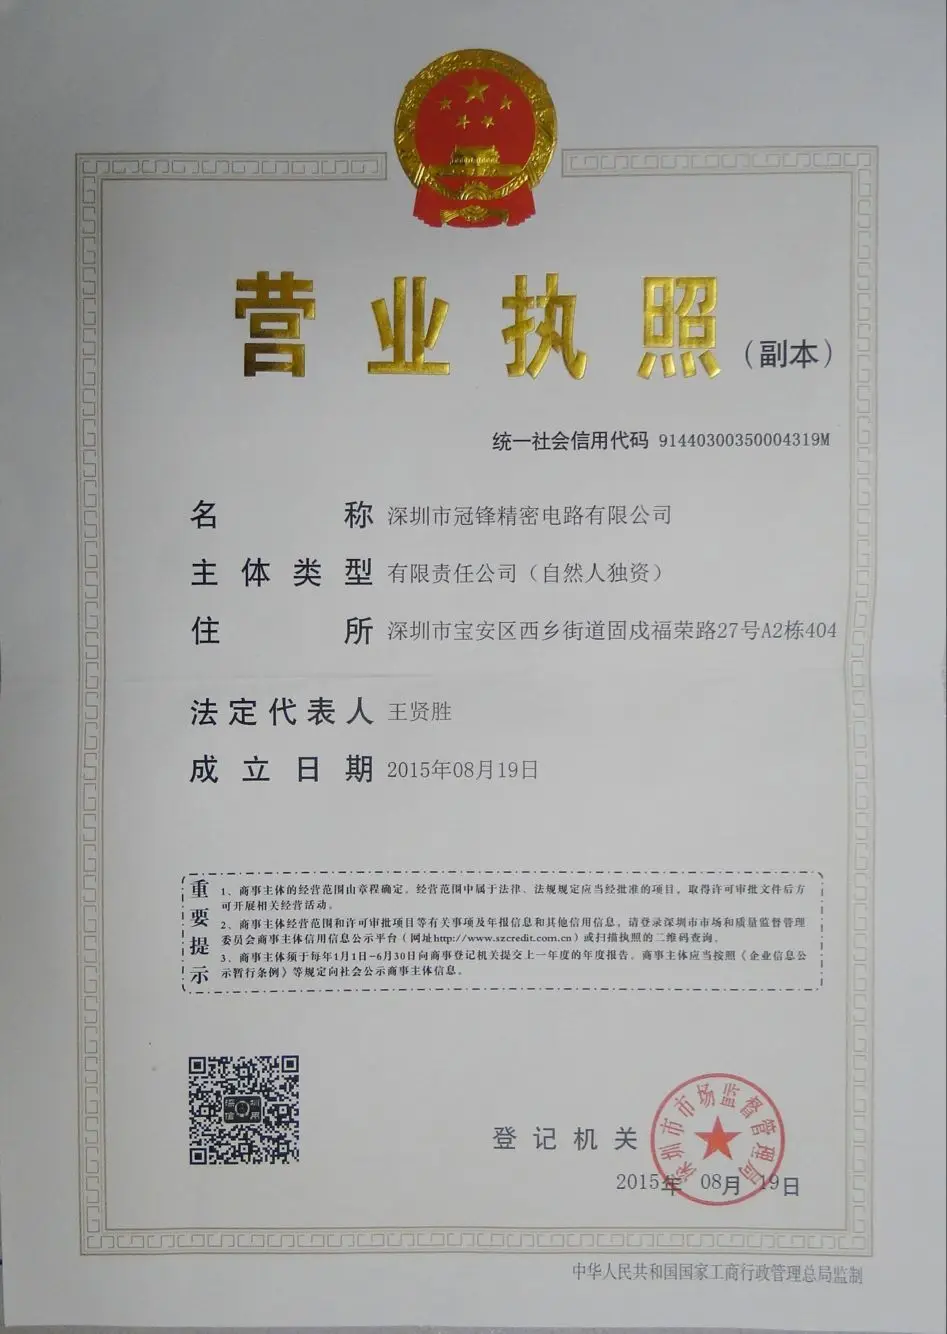 营业执照(副本)
统一社会信用代码 91440300350004319M
名称 深圳市冠锋精密电路有限公司
主体类型 有限责任公司(自然人独资)
住所 深圳市宝安区西乡街道固戍福荣路27号A2栋404
法定代表人 王贤胜
成立日期 2015年08月19日
重要提示
1、商事主体的经营范围由章程确定。经营范围中属于法律、法规规定应当经批准的项目,取得许可审批文件后方
可开展相关经营活动。
2、商事主体经营范围和许可审批项目等有关事项及年报信息和其他信用信息,请登录深圳市市场和质量监督管理
委员会商事主体信用信息公示平台(网址http://www.szcredit.com.cn)或扫描执照的二维码查询。
3、商事主体须于每年1月1日-6月30日向商事登记机关提交上一年度的年度报告。商事主体应当按照《企业信息公
示暂行条例》等规定向社会公示商事主体信息。
深圳
信用
登记机关
深圳市市场监督管理局
2015年 08月 19日
中华人民共和国国家工商行政管理总局监制